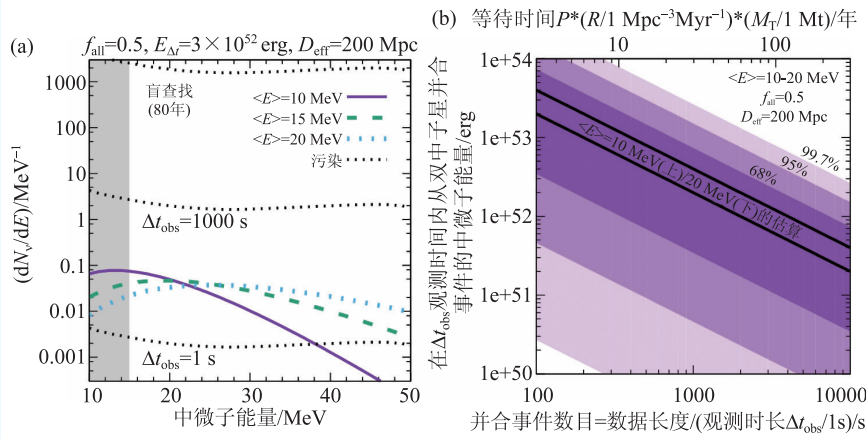 (a)
f_all=0.5, E_Δt=3×10^52 erg, D_eff=200 Mpc
1000
100
10
1
0.1
0.01
0.001
(dN_ν/dE)/MeV^−1
盲查找
(80年)
<E>=10 MeV
<E>=15 MeV
<E>=20 MeV
污染
Δt_obs=1000 s
Δt_obs=1 s
10
20
30
40
50
中微子能量/MeV
(b)
等待时间P*(R/1 Mpc^−3Myr^−1)*(M_T/1 Mt)/年
10
100
1e+54
1e+53
1e+52
1e+51
1e+50
在Δt_obs观测时间内从双中子星并合
事件的中微子能量/erg
<E>=10-20 MeV
f_all=0.5
D_eff=200 Mpc
99.7%
95%
68%
<E>=10 MeV(上)/20 MeV(下)的估算
100
1000
10000
并合事件数目=数据长度/(观测时长Δt_obs/1s)/s